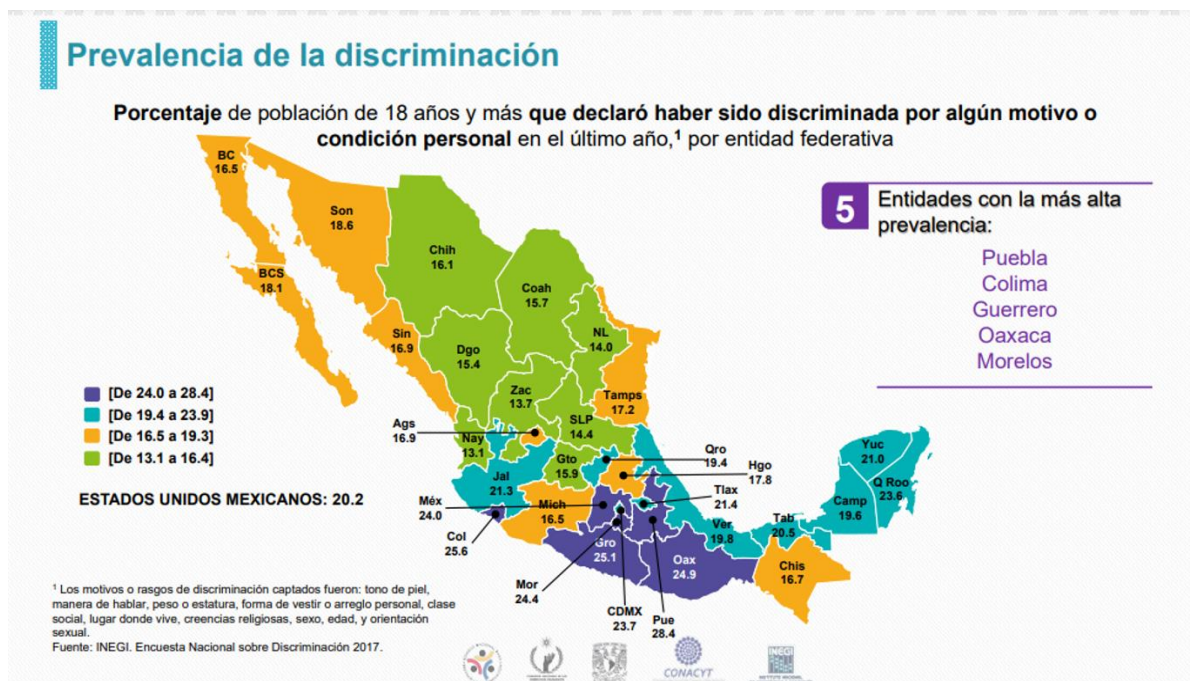 Prevalencia de la discriminación
Porcentaje de población de 18 años y más que declaró haber sido discriminada por algún motivo o
condición personal en el último año,¹ por entidad federativa
BC
16.5
Son
18.6
BCS
18.1
Chih
16.1
Coah
15.7
Sin
16.9
Dgo
15.4
NL
14.0
Zac
13.7
Tamps
17.2
SLP
14.4
Ags
16.9
Nay
13.1
Gto
15.9
Jal
21.3
Qro
19.4
Hgo
17.8
Tlax
21.4
Méx
24.0
Mich
16.5
Col
25.6
Gro
25.1
Mor
24.4
CDMX
23.7
Pue
28.4
Oax
24.9
Ver
19.8
Tab
20.5
Chis
16.7
Camp
19.6
Yuc
21.0
Q Roo
23.6
5
Entidades con la más alta
prevalencia:
Puebla
Colima
Guerrero
Oaxaca
Morelos
[De 24.0 a 28.4]
[De 19.4 a 23.9]
[De 16.5 a 19.3]
[De 13.1 a 16.4]
ESTADOS UNIDOS MEXICANOS: 20.2
¹ Los motivos o rasgos de discriminación captados fueron: tono de piel,
manera de hablar, peso o estatura, forma de vestir o arreglo personal, clase
social, lugar donde vive, creencias religiosas, sexo, edad, y orientación
sexual.
Fuente: INEGI. Encuesta Nacional sobre Discriminación 2017.
CONACYT
INEGI